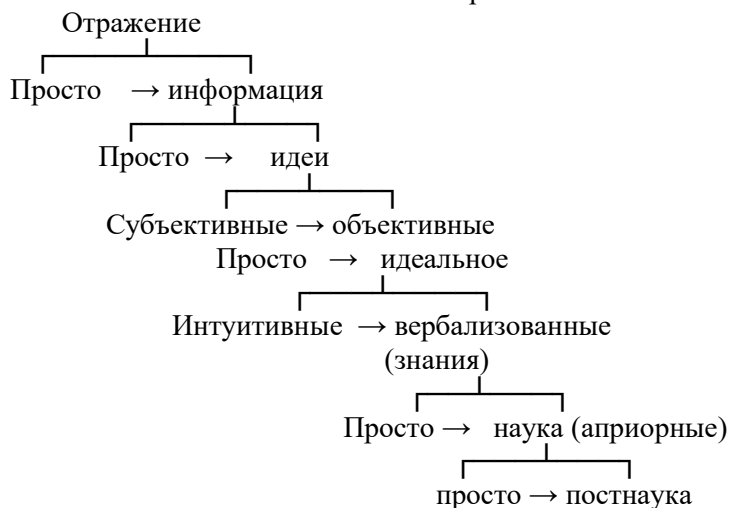 Отражение
Просто → информация
Просто → идеи
Субъективные → объективные
Просто → идеальное
Интуитивные → вербализованные
(знания)
Просто → наука (априорные)
просто → постнаука